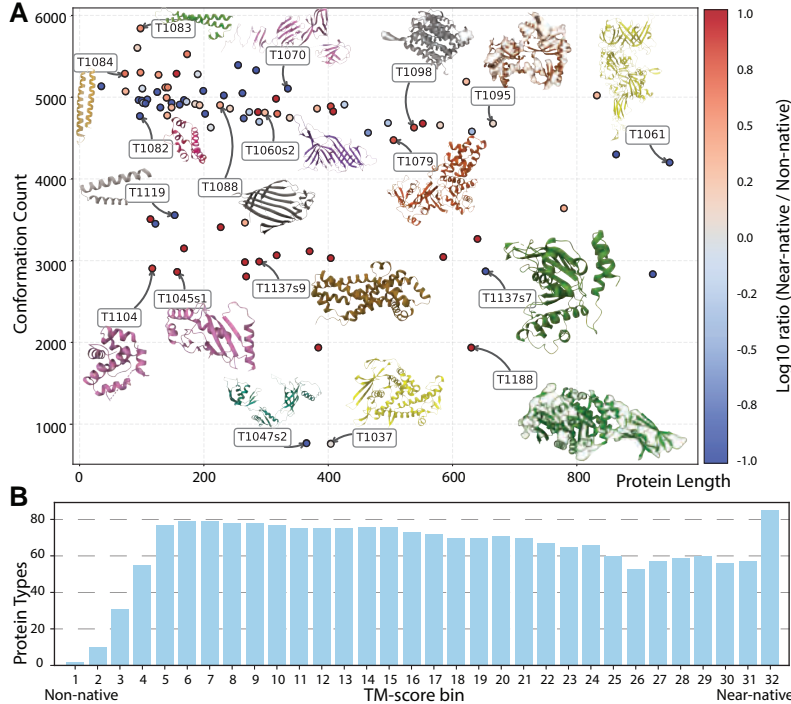 A
6000
5000
4000
3000
2000
1000
Conformation Count
T1083
T1084
T1070
T1098
T1095
T1061
T1082
T1088
T1060s2
T1079
T1119
T1104
T1045s1
T1137s9
T1137s7
T1188
T1047s2
T1037
0
200
400
600
800
Protein Length
1.0
0.8
0.5
0.2
0.0
-0.2
-0.5
-0.8
-1.0
Log10 ratio (Near-native / Non-native)
B
80
60
40
20
0
Protein Types
1 2 3 4 5 6 7 8 9 10 11 12 13 14 15 16 17 18 19 20 21 22 23 24 25 26 27 28 29 30 31 32
Non-native
TM-score bin
Near-native